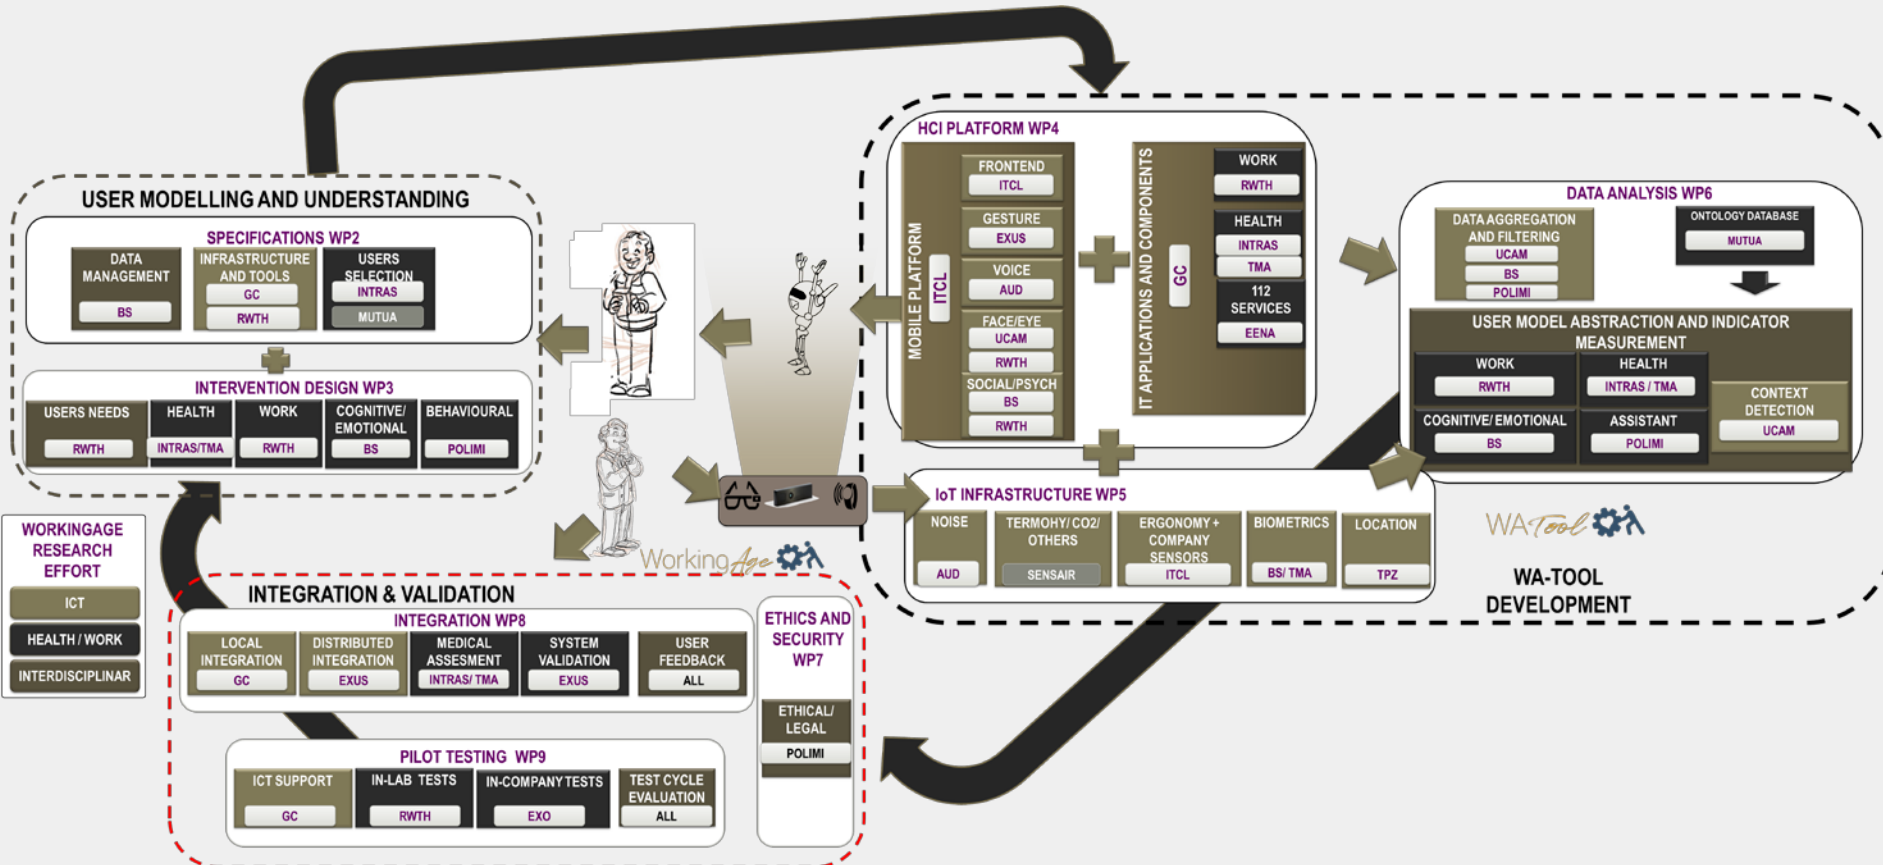 USER MODELLING AND UNDERSTANDING
SPECIFICATIONS WP2
DATA
MANAGEMENT
BS
INFRASTRUCTURE
AND TOOLS
GC
RWTH
USERS
SELECTION
INTRAS
MUTUA
INTERVENTION DESIGN WP3
USERS NEEDS
RWTH
HEALTH
INTRAS/TMA
WORK
RWTH
COGNITIVE/
EMOTIONAL
BS
BEHAVIOURAL
POLIMI
HCI PLATFORM WP4
MOBILE PLATFORM
ITCL
FRONTEND
ITCL
GESTURE
EXUS
VOICE
AUD
FACE/EYE
UCAM
RWTH
SOCIAL/PSYCH
BS
RWTH
IT APPLICATIONS AND COMPONENTS
GC
WORK
RWTH
HEALTH
INTRAS
TMA
112
SERVICES
EENA
DATA ANALYSIS WP6
DATA AGGREGATION
AND FILTERING
UCAM
BS
POLIMI
ONTOLOGY DATABASE
MUTUA
USER MODEL ABSTRACTION AND INDICATOR
MEASUREMENT
WORK
RWTH
HEALTH
INTRAS / TMA
COGNITIVE/ EMOTIONAL
BS
ASSISTANT
POLIMI
CONTEXT
DETECTION
UCAM
IoT INFRASTRUCTURE WP5
NOISE
AUD
TERMOHY/ CO2/
OTHERS
SENSAIR
ERGONOMY +
COMPANY
SENSORS
ITCL
BIOMETRICS
BS/ TMA
LOCATION
TPZ
WATool
WA-TOOL
DEVELOPMENT
WorkingAge
WORKINGAGE
RESEARCH
EFFORT
ICT
HEALTH / WORK
INTERDISCIPLINAR
INTEGRATION & VALIDATION
INTEGRATION WP8
LOCAL
INTEGRATION
GC
DISTRIBUTED
INTEGRATION
EXUS
MEDICAL
ASSESMENT
INTRAS/ TMA
SYSTEM
VALIDATION
EXUS
USER
FEEDBACK
ALL
ETHICS AND
SECURITY
WP7
ETHICAL/
LEGAL
POLIMI
PILOT TESTING WP9
ICT SUPPORT
GC
IN-LAB TESTS
RWTH
IN-COMPANY TESTS
EXO
TEST CYCLE
EVALUATION
ALL